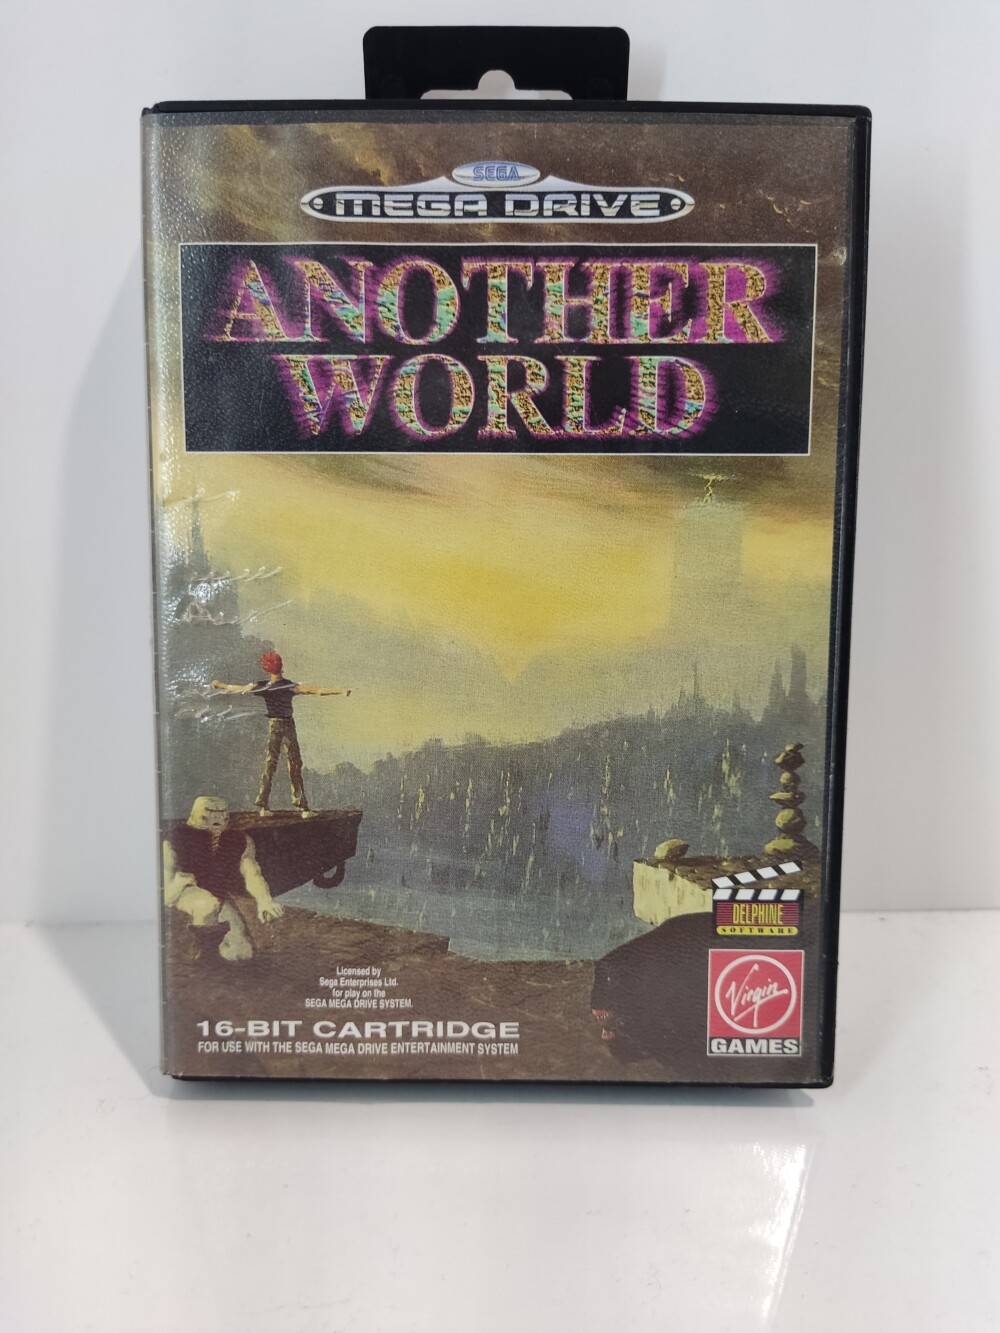 SEGA
MEGA DRIVE
ANOTHER
WORLD
DELPHINE
SOFTWARE
Licensed by
Sega Enterprises Ltd.
for play on the
SEGA MEGA DRIVE SYSTEM.
16-BIT CARTRIDGE
FOR USE WITH THE SEGA MEGA DRIVE ENTERTAINMENT SYSTEM
Virgin
GAMES